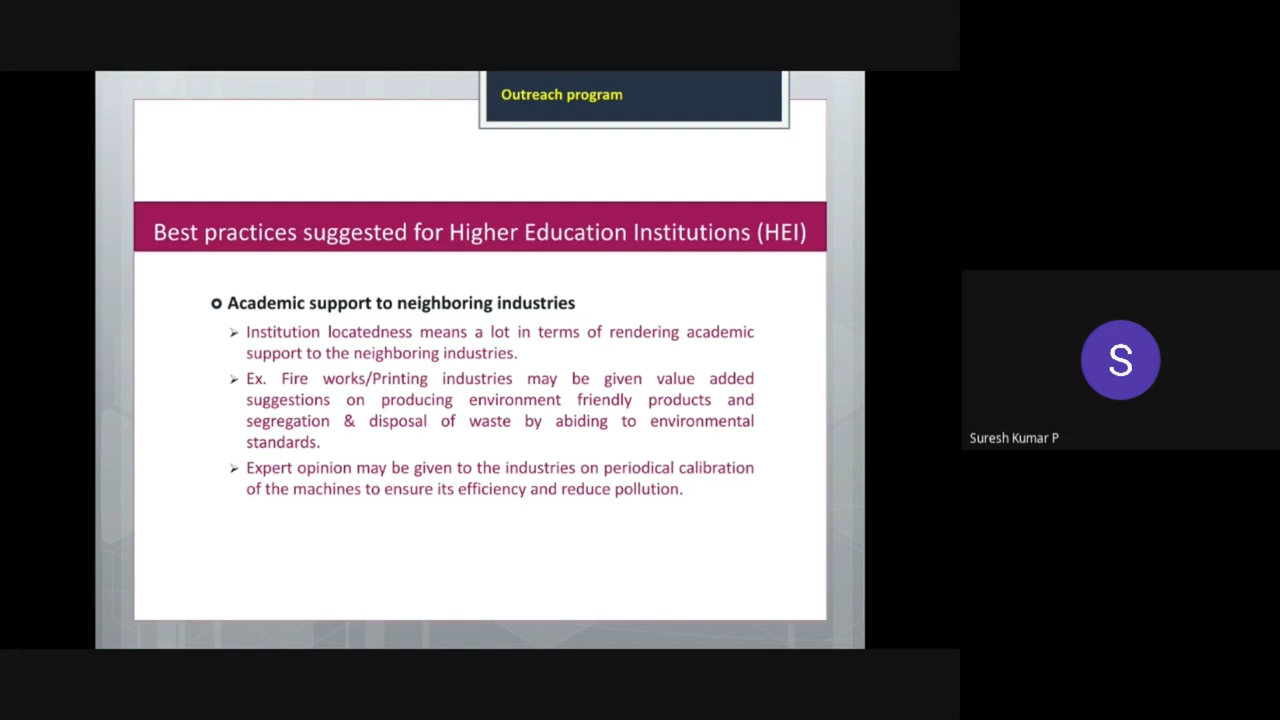 Outreach program
Best practices suggested for Higher Education Institutions (HEI)
Academic support to neighboring industries
Institution locatedness means a lot in terms of rendering academic
support to the neighboring industries.
Ex. Fire works/Printing industries may be given value added
suggestions on producing environment friendly products and
segregation & disposal of waste by abiding to environmental
standards.
Expert opinion may be given to the industries on periodical calibration
of the machines to ensure its efficiency and reduce pollution.
S
Suresh Kumar P